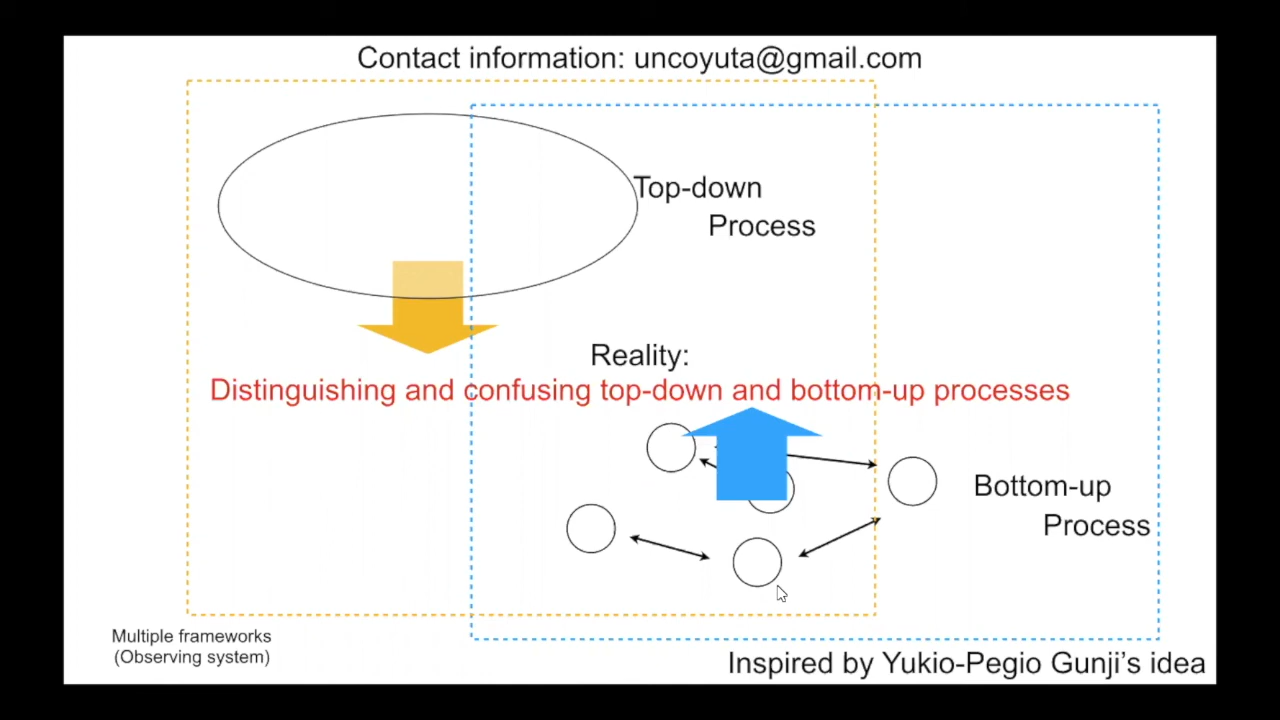 Contact information: uncoyuta@gmail.com
Top-down
Process
Reality:
Distinguishing and confusing top-down and bottom-up processes
Bottom-up
Process
Multiple frameworks
(Observing system)
Inspired by Yukio-Pegio Gunji’s idea